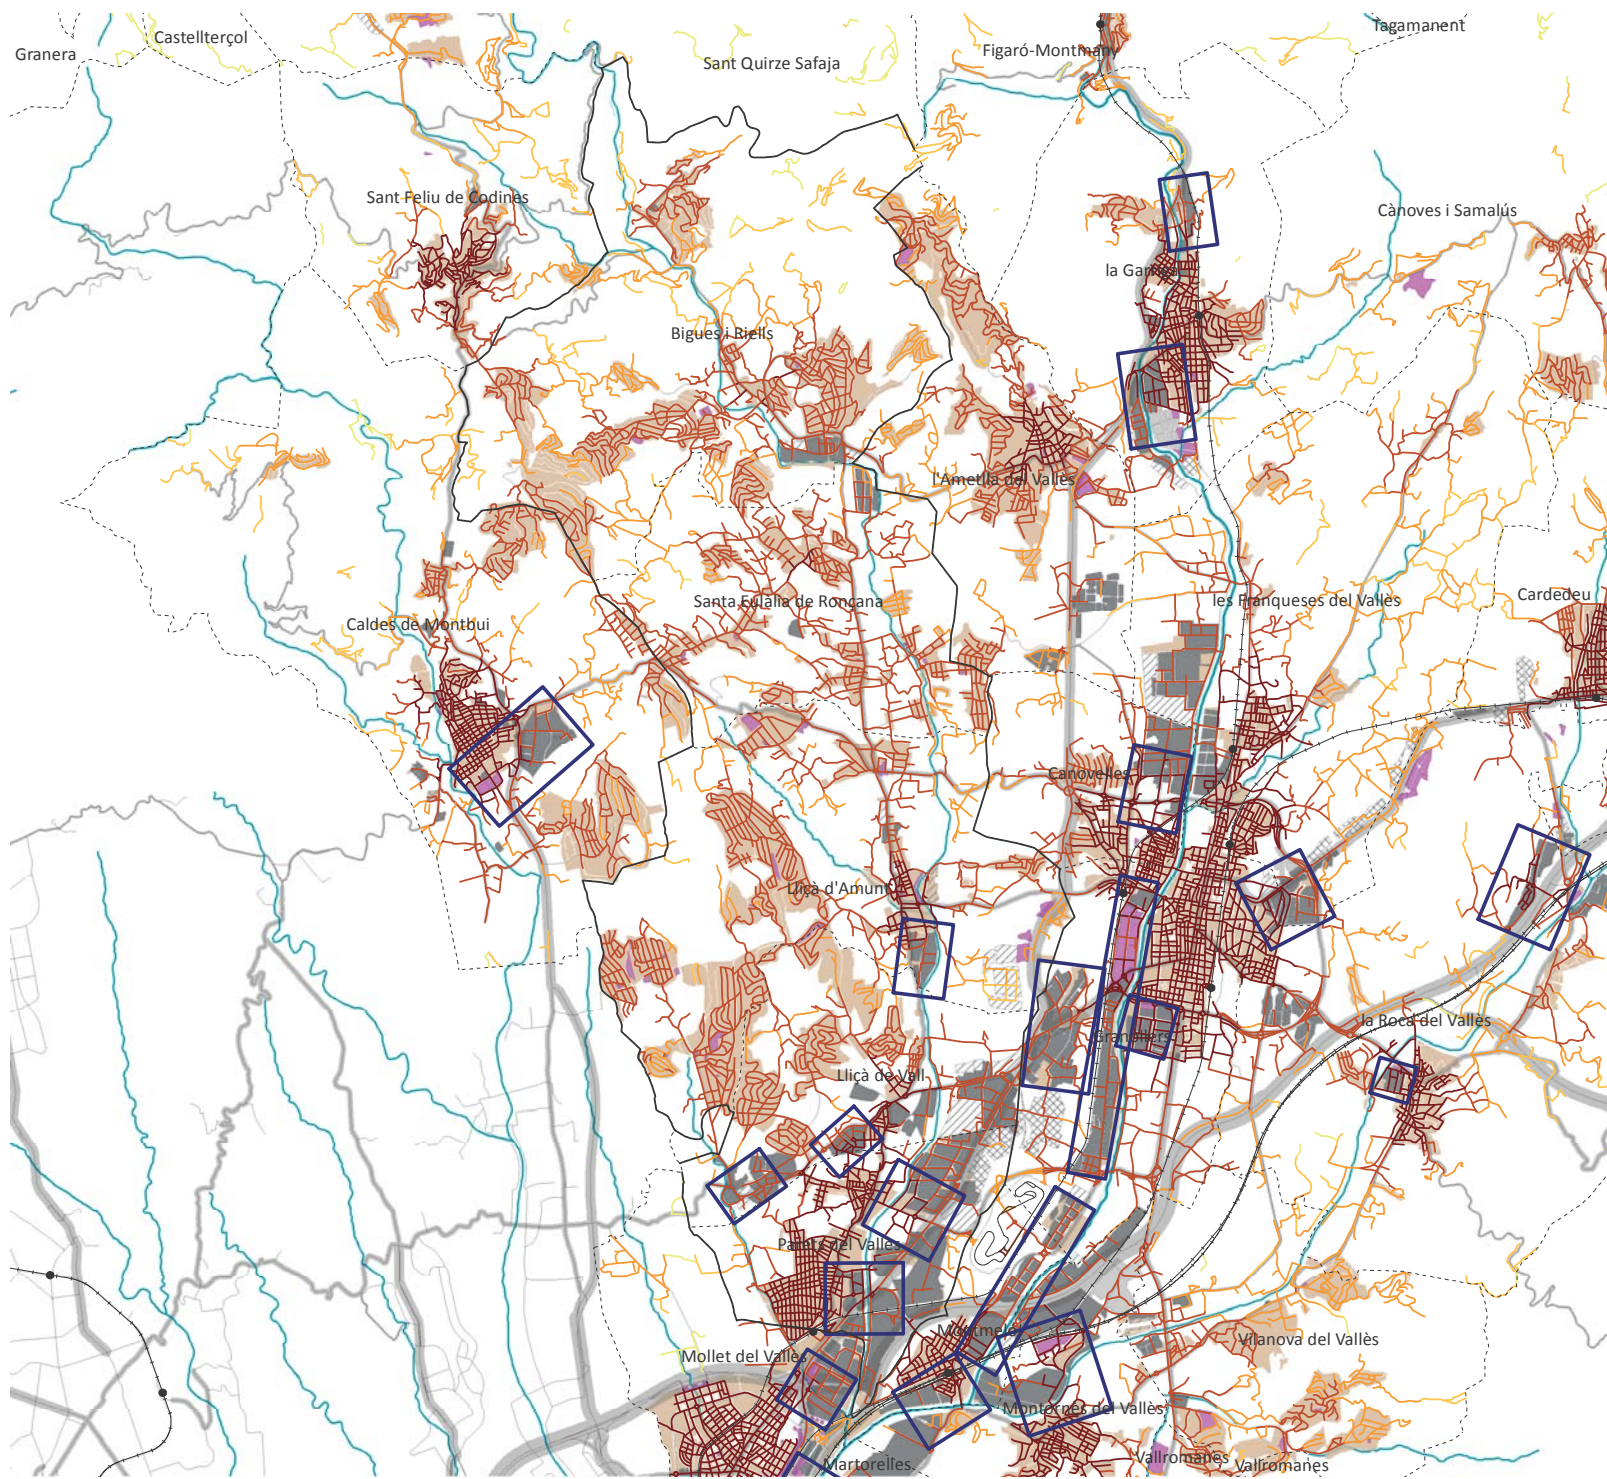 Tagamanent
Castellterçol
Figaró-Montmany
Granera
Sant Quirze Safaja
Sant Feliu de Codines
Cànoves i Samalús
la Garriga
Bigues i Riells
l'Ametlla del Vallès
Cardedeu
Santa Eulàlia de Ronçana
les Franqueses del Vallès
Caldes de Montbui
Canovelles
Lliçà d'Amunt
la Roca del Vallès
Granollers
Lliçà de Vall
Parets del Vallès
Montmeló
Vilanova del Vallès
Mollet del Vallès
Montornès del Vallès
Vallromanes
Martorelles
Vallromanes